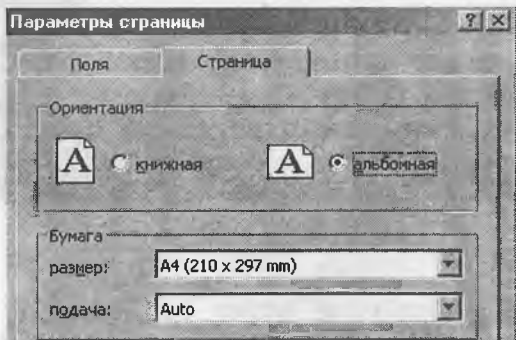 Параметры страницы
Поля Страница
Ориентация
A книжная A альбомная
Бумага
размер: A4 (210 x 297 mm)
подача: Auto